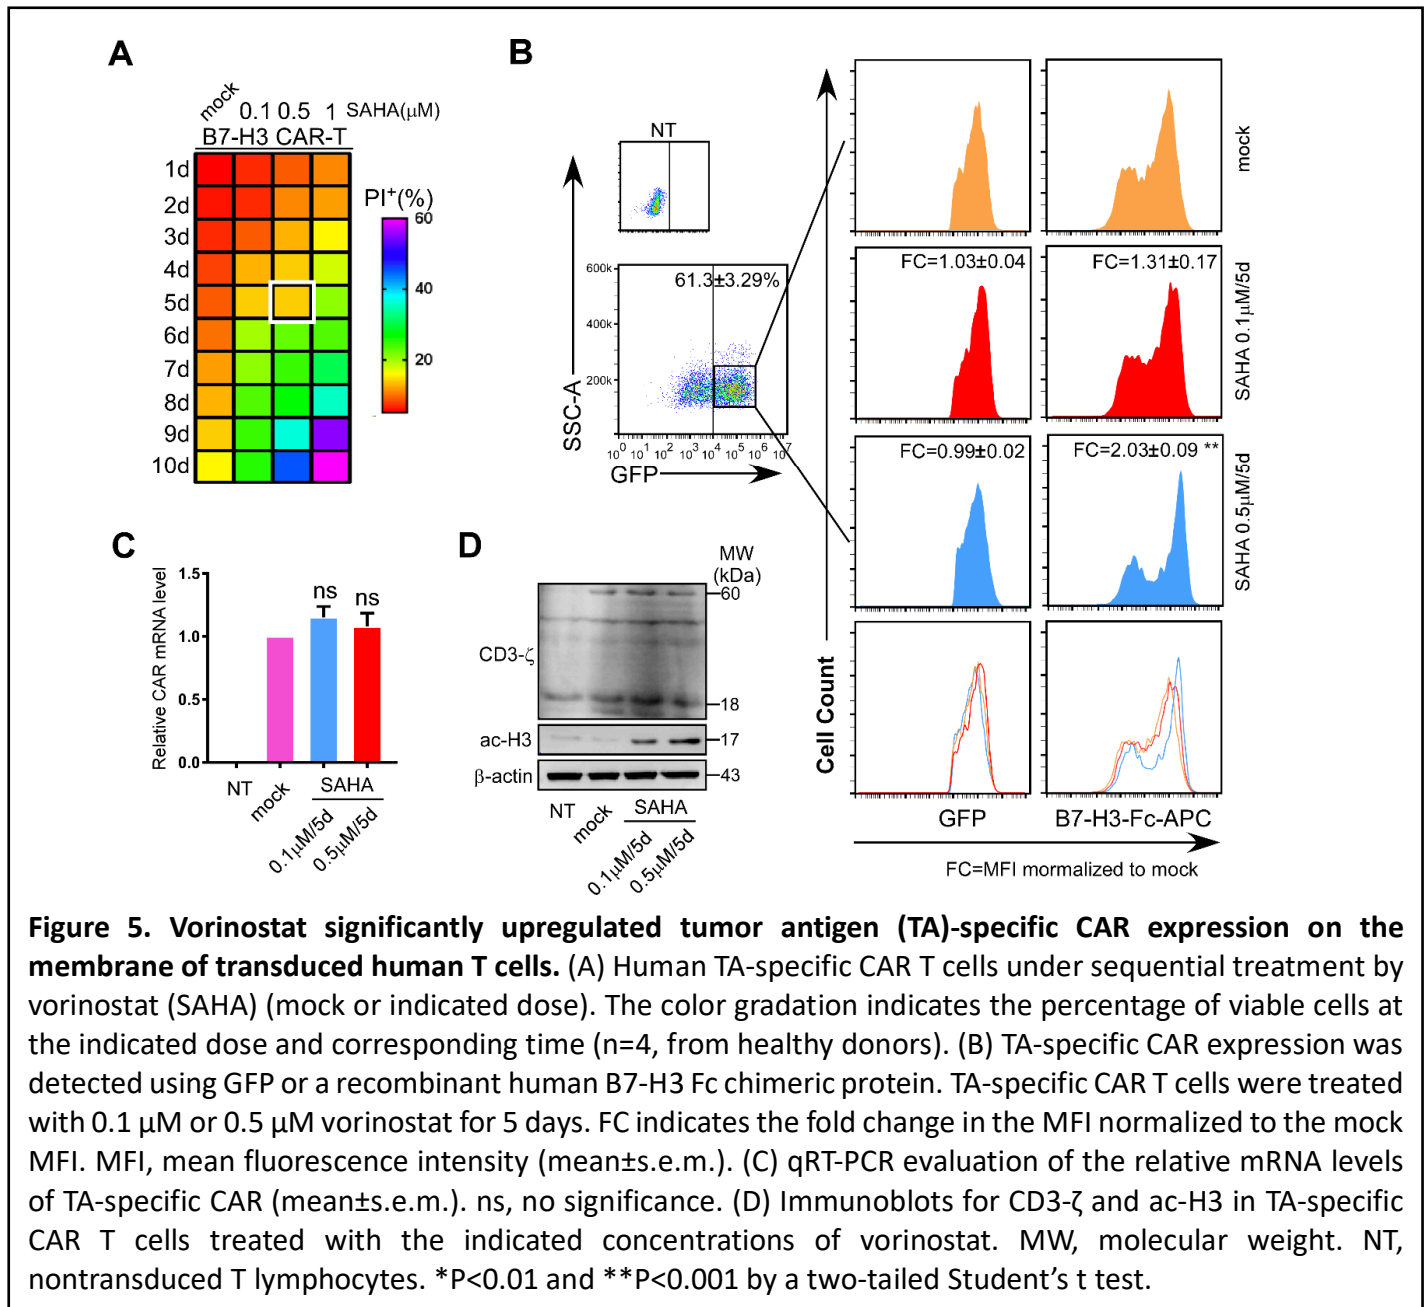 A
mock 0.1 0.5 1 SAHA(μM)
B7-H3 CAR-T
1d
2d
3d
4d
5d
6d
7d
8d
9d
10d
PI⁺(%)
60
40
20
B
NT
61.3±3.29%
600k
400k
200k
10⁰ 10¹ 10² 10³ 10⁴ 10⁵ 10⁶ 10⁷
SSC-A
GFP
mock
FC=1.03±0.04
FC=1.31±0.17
SAHA 0.1μM/5d
FC=0.99±0.02
FC=2.03±0.09 **
SAHA 0.5μM/5d
Cell Count
GFP
B7-H3-Fc-APC
FC=MFI mormalized to mock
C
Relative CAR mRNA level
1.5
1.0
0.5
0.0
ns
ns
NT
mock
SAHA
0.1μM/5d
0.5μM/5d
D
MW
(kDa)
60
CD3-ζ
18
ac-H3
17
β-actin
43
NT
mock
SAHA
0.1μM/5d
0.5μM/5d
Figure 5. Vorinostat significantly upregulated tumor antigen (TA)-specific CAR expression on the
membrane of transduced human T cells. (A) Human TA-specific CAR T cells under sequential treatment by
vorinostat (SAHA) (mock or indicated dose). The color gradation indicates the percentage of viable cells at
the indicated dose and corresponding time (n=4, from healthy donors). (B) TA-specific CAR expression was
detected using GFP or a recombinant human B7-H3 Fc chimeric protein. TA-specific CAR T cells were treated
with 0.1 μM or 0.5 μM vorinostat for 5 days. FC indicates the fold change in the MFI normalized to the mock
MFI. MFI, mean fluorescence intensity (mean±s.e.m.). (C) qRT-PCR evaluation of the relative mRNA levels
of TA-specific CAR (mean±s.e.m.). ns, no significance. (D) Immunoblots for CD3-ζ and ac-H3 in TA-specific
CAR T cells treated with the indicated concentrations of vorinostat. MW, molecular weight. NT,
nontransduced T lymphocytes. *P<0.01 and **P<0.001 by a two-tailed Student’s t test.